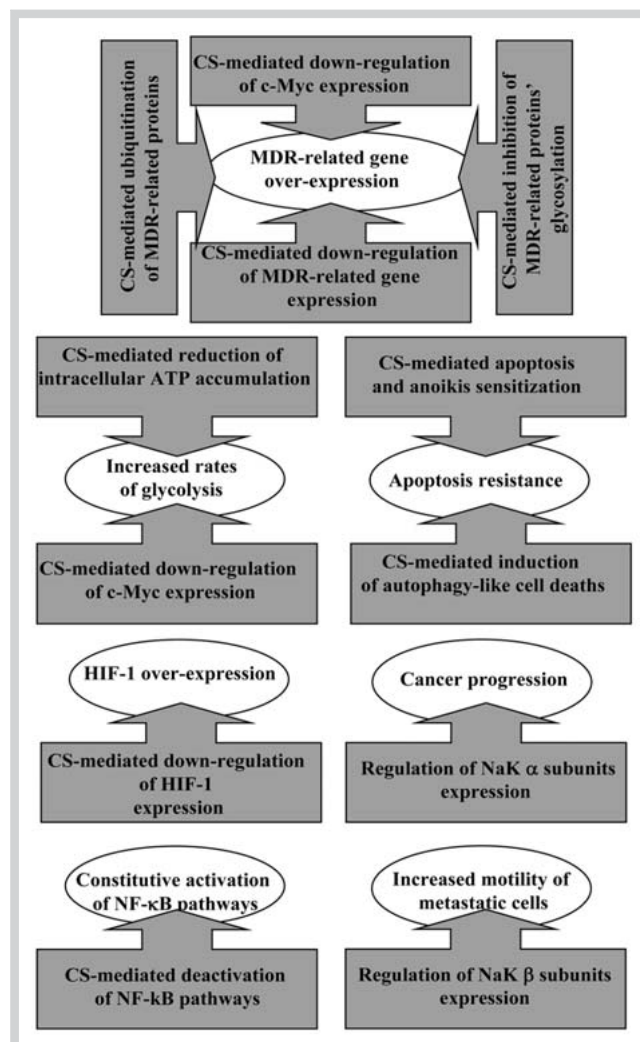 CS-mediated down-regulation
of c-Myc expression
CS-mediated ubiquitination
of MDR-related proteins
MDR-related gene
over-expression
CS-mediated inhibition of
MDR-related proteins’
glycosylation
CS-mediated down-regulation
of MDR-related gene
expression
CS-mediated reduction of
intracellular ATP accumulation
Increased rates
of glycolysis
CS-mediated down-regulation
of c-Myc expression
CS-mediated apoptosis
and anoikis sensitization
Apoptosis resistance
CS-mediated induction
of autophagy-like cell deaths
HIF-1 over-expression
CS-mediated down-regulation
of HIF-1
expression
Cancer progression
Regulation of NaK α subunits
expression
Constitutive activation
of NF-κB pathways
CS-mediated deactivation
of NF-kB pathways
Increased motility of
metastatic cells
Regulation of NaK β subunits
expression